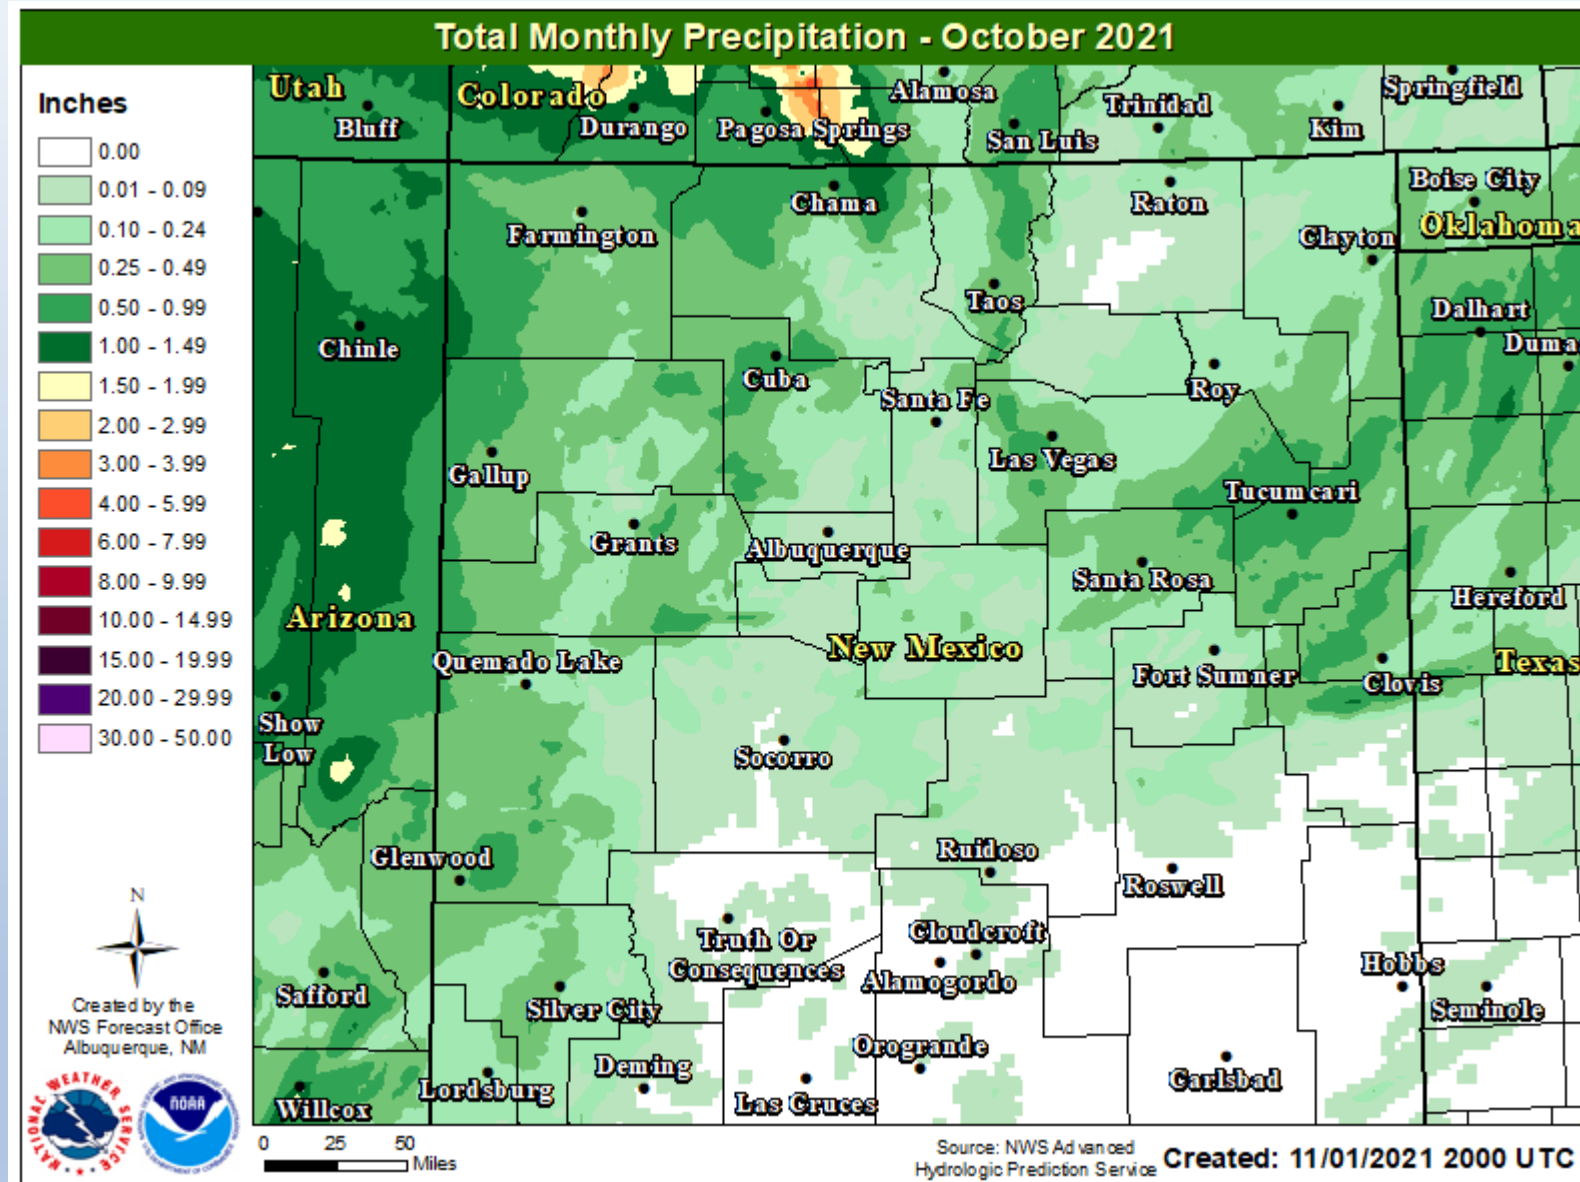 Total Monthly Precipitation - October 2021
Inches
0.00
0.01 - 0.09
0.10 - 0.24
0.25 - 0.49
0.50 - 0.99
1.00 - 1.49
1.50 - 1.99
2.00 - 2.99
3.00 - 3.99
4.00 - 5.99
6.00 - 7.99
8.00 - 9.99
10.00 - 14.99
15.00 - 19.99
20.00 - 29.99
30.00 - 50.00
Utah
Colorado
Bluff
Durango
Pagosa Springs
Alamosa
San Luis
Trinidad
Kim
Springfield
Boise City
Oklahoma
Chama
Raton
Clayton
Farmington
Taos
Dalhart
Duma
Chinle
Cuba
Santa Fe
Roy
Gallup
Las Vegas
Tucumcari
Grants
Albuquerque
Santa Rosa
Hereford
Arizona
New Mexico
Texas
Quemado Lake
Fort Sumner
Clovis
Show
Low
Socorro
Glenwood
Ruidoso
Roswell
Truth Or
Consequences
Cloudcroft
Alamogordo
Hobbs
Seminole
Safford
Silver City
Orogrande
Deming
Lordsburg
Carlsbad
Willcox
Las Cruces
N
Created by the
NWS Forecast Office
Albuquerque, NM
NATIONAL WEATHER SERVICE
NOAA
0 25 50
Miles
Source: NWS Advanced
Hydrologic Prediction Service
Created: 11/01/2021 2000 UTC